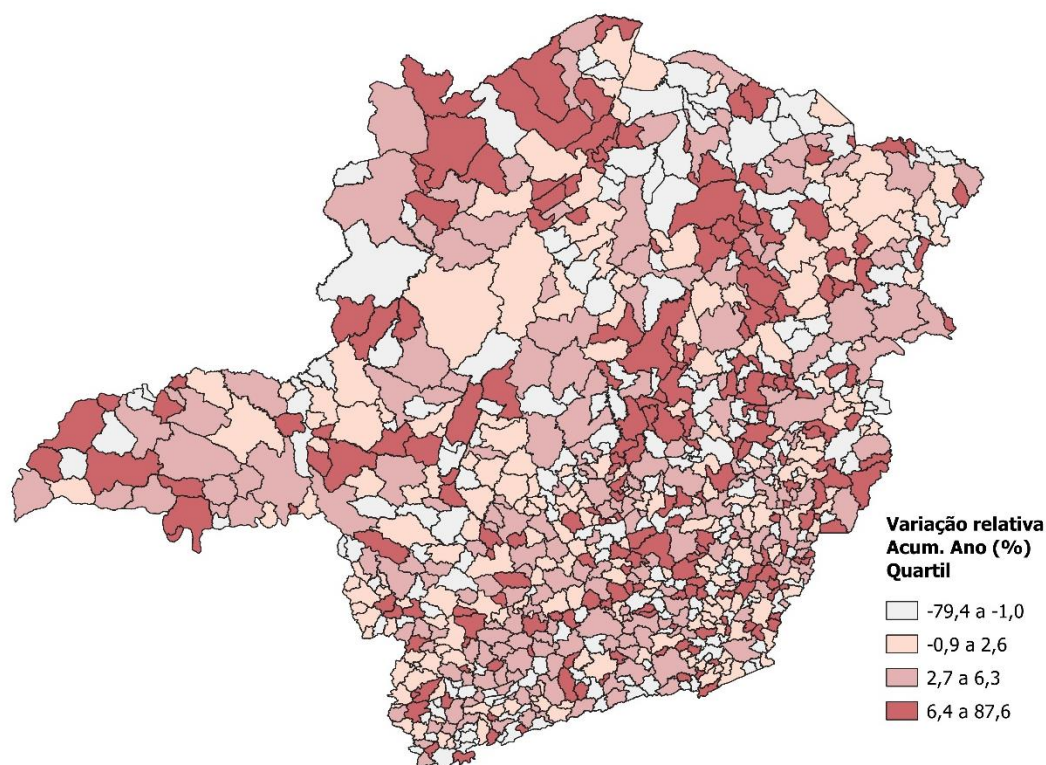 Variação relativa
Acum. Ano (%)
Quartil
-79,4 a -1,0
-0,9 a 2,6
2,7 a 6,3
6,4 a 87,6